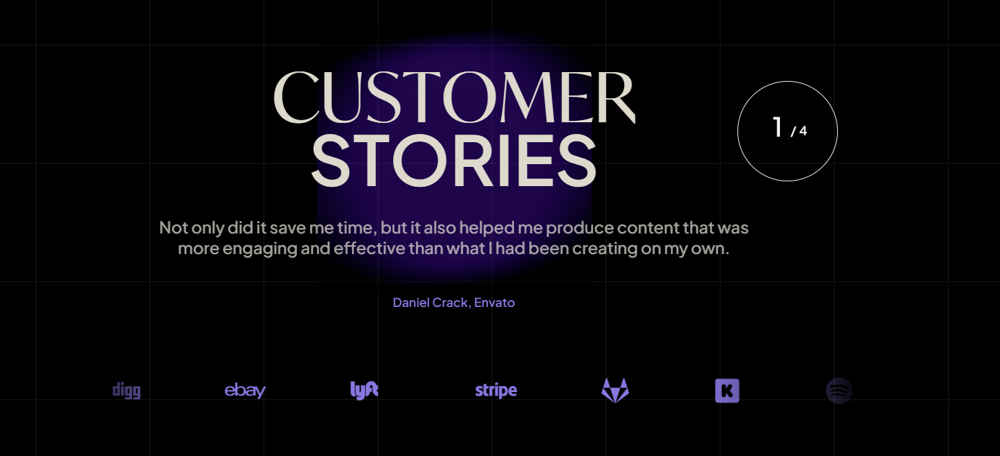 CUSTOMER
STORIES
1 / 4
Not only did it save me time, but it also helped me produce content that was
more engaging and effective than what I had been creating on my own.
Daniel Crack, Envato
digg
ebay
lyft
stripe
K